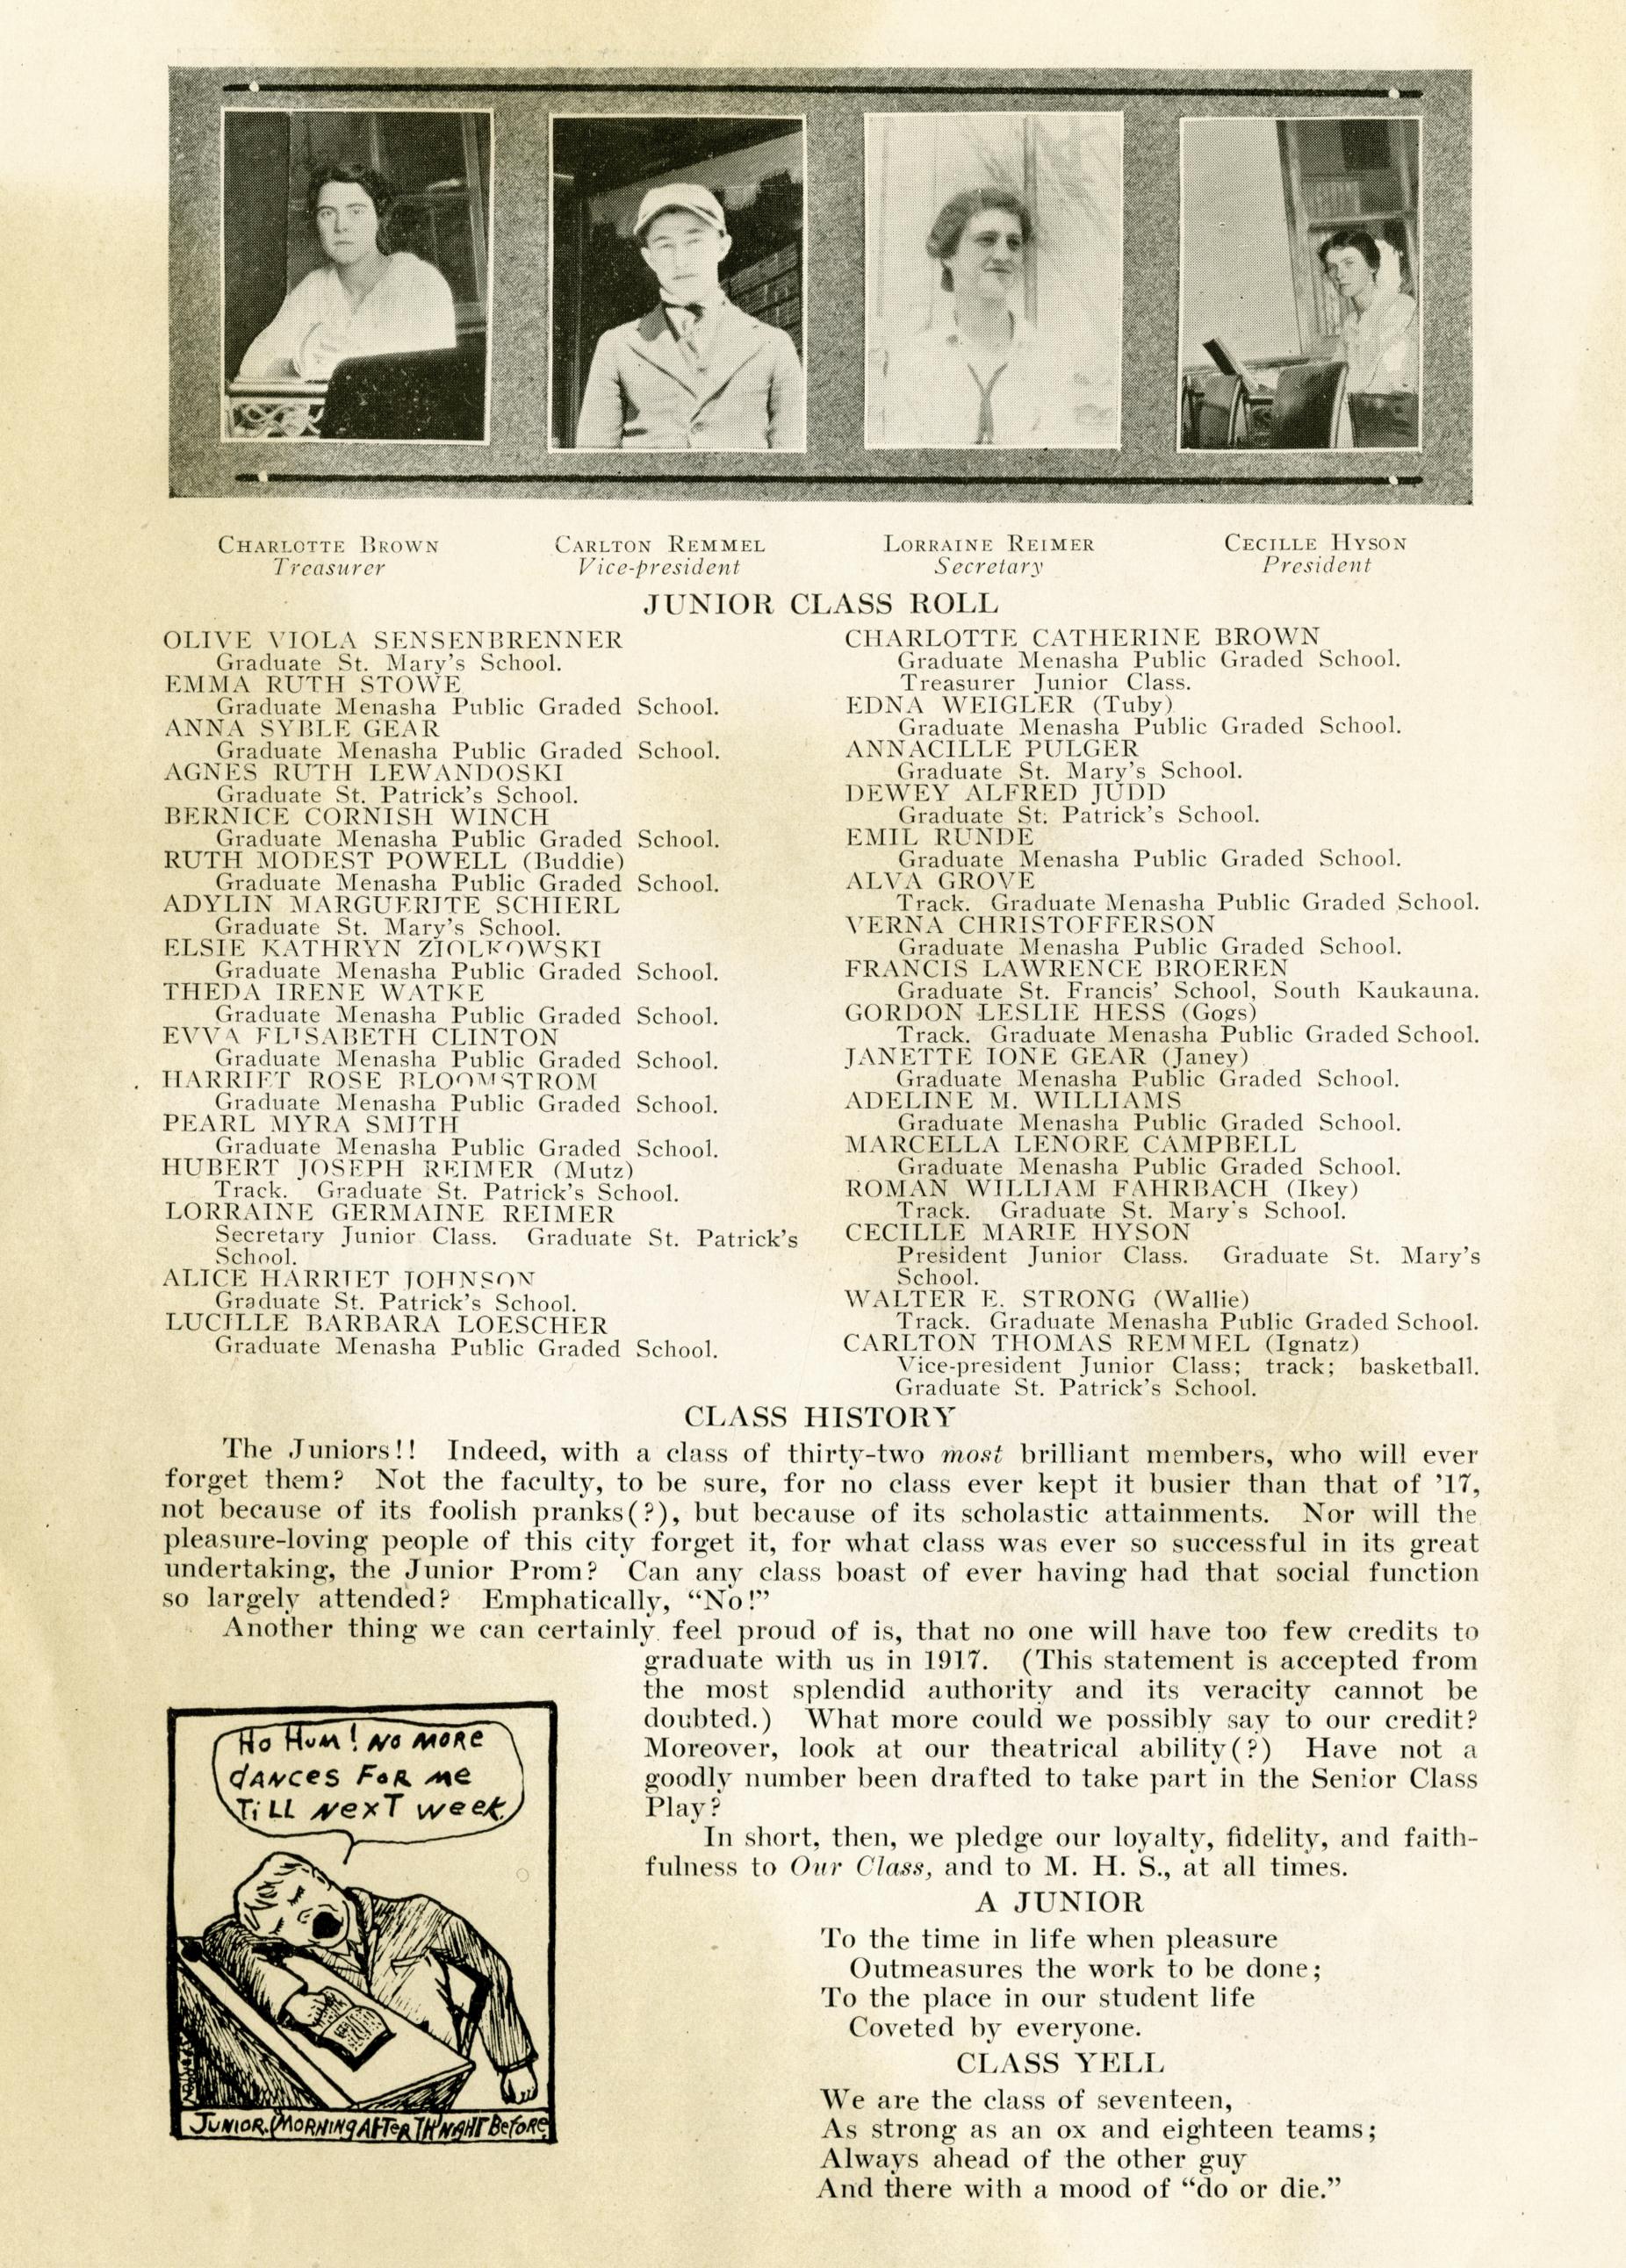 CHARLOTTE BROWN
Treasurer
CARLTON REMMEL
Vice-president
LORRAINE REIMER
Secretary
CECILLE HYSON
President
JUNIOR CLASS ROLL
OLIVE VIOLA SENSENBRENNER
Graduate St. Mary's School.
EMMA RUTH STOWE
Graduate Menasha Public Graded School.
ANNA SYBLE GEAR
Graduate Menasha Public Graded School.
AGNES RUTH LEWANDOSKI
Graduate St. Patrick's School.
BERNICE CORNISH WINCH
Graduate Menasha Public Graded School.
RUTH MODEST POWELL (Buddie)
Graduate Menasha Public Graded School.
ADYLIN MARGUERITE SCHIERL
Graduate St. Mary's School.
ELSIE KATHRYN ZIOLKOWSKI
Graduate Menasha Public Graded School.
THEDA IRENE WATKE
Graduate Menasha Public Graded School.
EVVA ELISABETH CLINTON
Graduate Menasha Public Graded School.
HARRIET ROSE BLOOMSTROM
Graduate Menasha Public Graded School.
PEARL MYRA SMITH
Graduate Menasha Public Graded School.
HUBERT JOSEPH REIMER (Mutz)
Track. Graduate St. Patrick's School.
LORRAINE GERMAINE REIMER
Secretary Junior Class. Graduate St. Patrick's
School.
ALICE HARRIET JOHNSON
Graduate St. Patrick's School.
LUCILLE BARBARA LOESCHER
Graduate Menasha Public Graded School.
CHARLOTTE CATHERINE BROWN
Graduate Menasha Public Graded School.
Treasurer Junior Class.
EDNA WEIGLER (Tuby)
Graduate Menasha Public Graded School.
ANNACILLE PULGER
Graduate St. Mary's School.
DEWEY ALFRED JUDD
Graduate St. Patrick's School.
EMIL RUNDE
Graduate Menasha Public Graded School.
ALVA GROVE
Track. Graduate Menasha Public Graded School.
VERNA CHRISTOFFERSON
Graduate Menasha Public Graded School.
FRANCIS LAWRENCE BROEREN
Graduate St. Francis' School, South Kaukauna.
GORDON LESLIE HESS (Gogs)
Track. Graduate Menasha Public Graded School.
JANETTE IONE GEAR (Janey)
Graduate Menasha Public Graded School.
ADELINE M. WILLIAMS
Graduate Menasha Public Graded School.
MARCELLA LENORE CAMPBELL
Graduate Menasha Public Graded School.
ROMAN WILLIAM FAHRBACH (Ikey)
Track. Graduate St. Mary's School.
CECILLE MARIE HYSON
President Junior Class. Graduate St. Mary's
School.
WALTER E. STRONG (Wallie)
Track. Graduate Menasha Public Graded School.
CARLTON THOMAS REMMEL (Ignatz)
Vice-president Junior Class; track; basketball.
Graduate St. Patrick's School.
CLASS HISTORY
The Juniors!! Indeed, with a class of thirty-two most brilliant members, who will ever
forget them? Not the faculty, to be sure, for no class ever kept it busier than that of '17,
not because of its foolish pranks(?), but because of its scholastic attainments. Nor will the
pleasure-loving people of this city forget it, for what class was ever so successful in its great
undertaking, the Junior Prom? Can any class boast of ever having had that social function
so largely attended? Emphatically, "No!"
Another thing we can certainly feel proud of is, that no one will have too few credits to
graduate with us in 1917. (This statement is accepted from
the most splendid authority and its veracity cannot be
doubted.) What more could we possibly say to our credit?
Moreover, look at our theatrical ability(?) Have not a
goodly number been drafted to take part in the Senior Class
Play?
In short, then, we pledge our loyalty, fidelity, and faith-
fulness to Our Class, and to M. H. S., at all times.
A JUNIOR
To the time in life when pleasure
Outmeasures the work to be done;
To the place in our student life
Coveted by everyone.
CLASS YELL
We are the class of seventeen,
As strong as an ox and eighteen teams;
Always ahead of the other guy
And there with a mood of "do or die."
HO HUM! NO MORE
DANCES FOR ME
TILL NEXT WEEK
JUNIOR. MORNING AFTER TH' NIGHT BEFORE